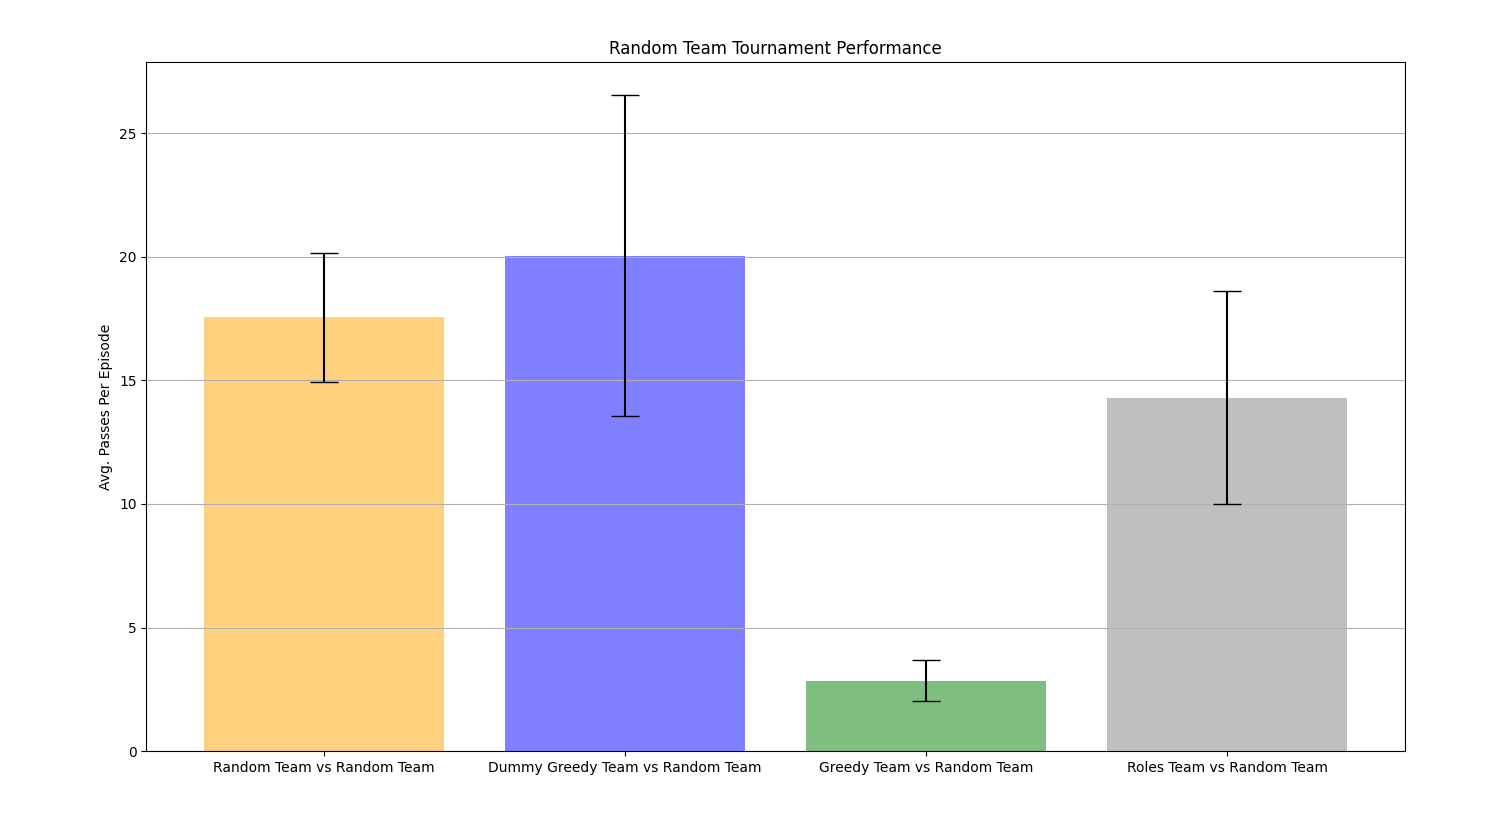 Random Team Tournament Performance
Avg. Passes Per Episode
25
20
15
10
5
0
Random Team vs Random Team
Dummy Greedy Team vs Random Team
Greedy Team vs Random Team
Roles Team vs Random Team